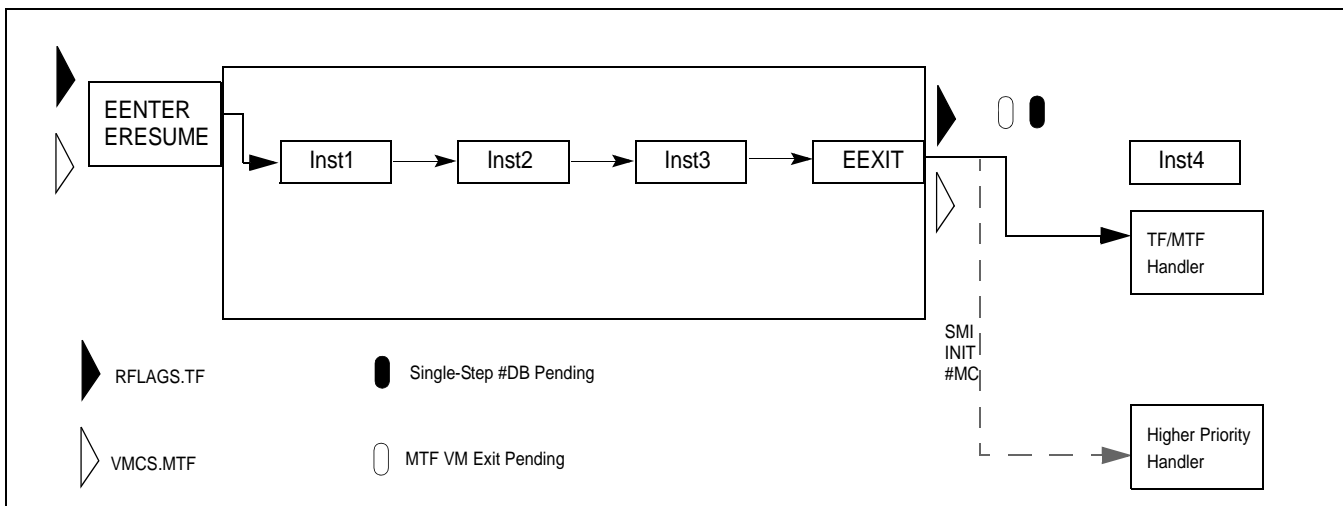 EENTER
ERESUME
Inst1
Inst2
Inst3
EEXIT
Inst4
TF/MTF
Handler
SMI
INIT
#MC
RFLAGS.TF
Single-Step #DB Pending
Higher Priority
Handler
VMCS.MTF
MTF VM Exit Pending